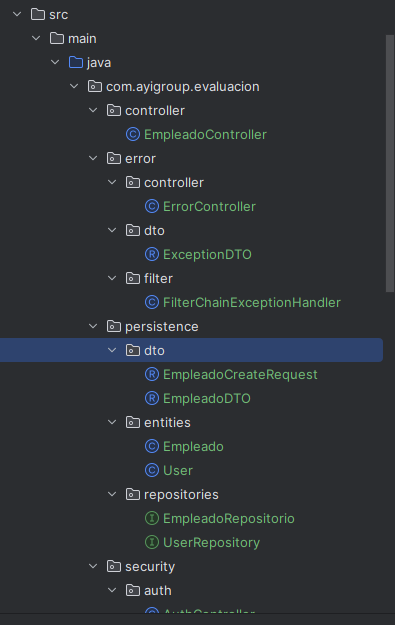 src
main
java
com.ayigroup.evaluacion
controller
EmpleadoController
error
controller
ErrorController
dto
ExceptionDTO
filter
FilterChainExceptionHandler
persistence
dto
EmpleadoCreateRequest
EmpleadoDTO
entities
Empleado
User
repositories
EmpleadoRepositorio
UserRepository
security
auth
AuthController